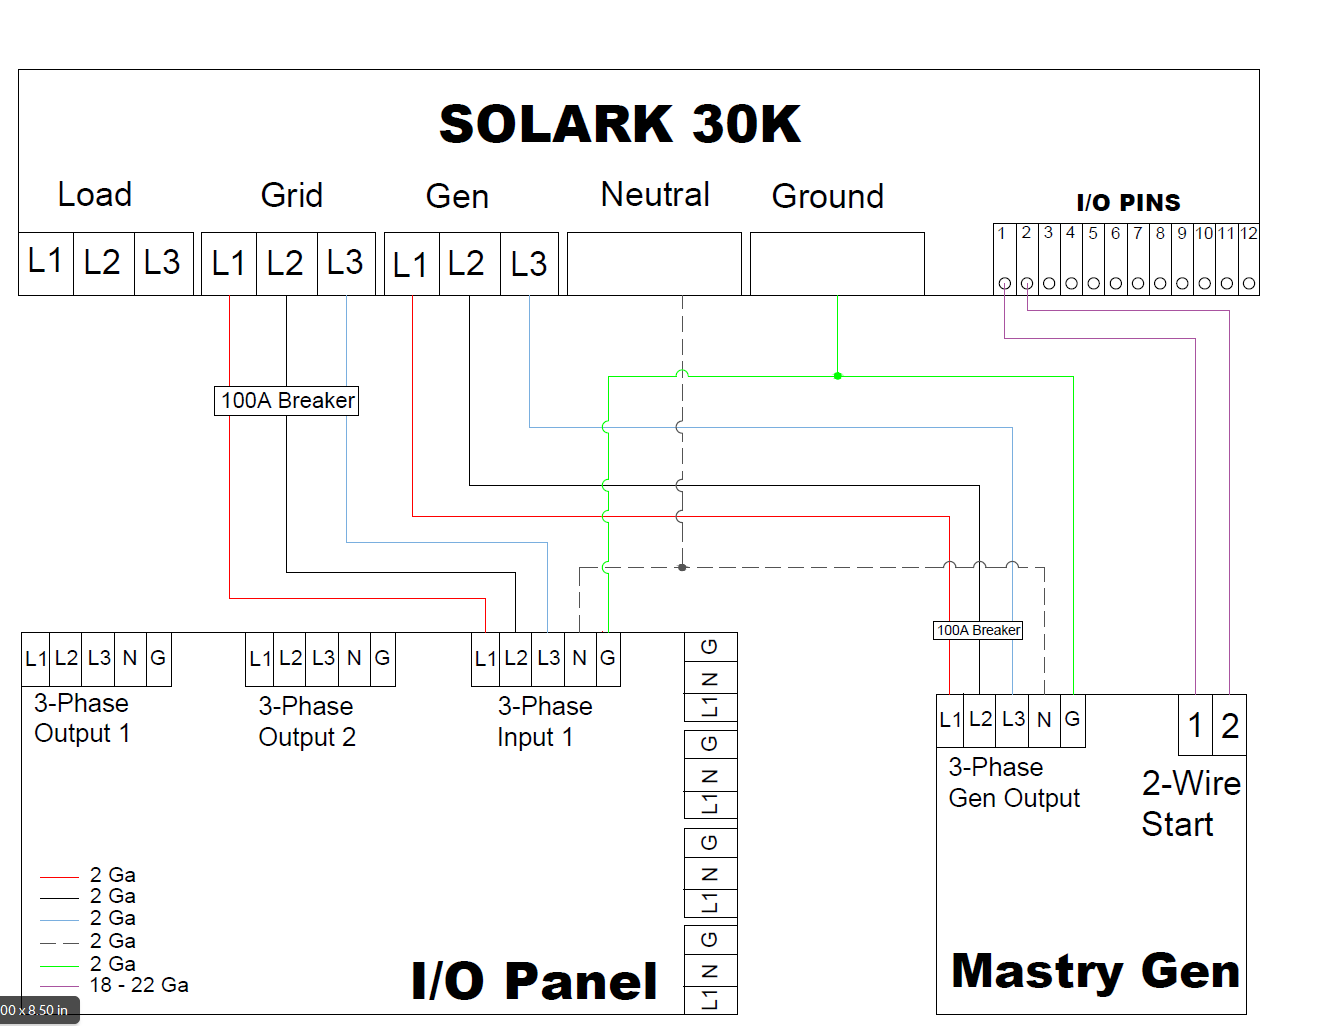 SOLARK 30K
Load Grid Gen Neutral Ground
I/O PINS
1 2 3 4 5 6 7 8 9 10 11 12
L1 L2 L3 L1 L2 L3 L1 L2 L3
100A Breaker
100A Breaker
L1 L2 L3 N G
3-Phase
Output 1
L1 L2 L3 N G
3-Phase
Output 2
L1 L2 L3 N G
3-Phase
Input 1
G
N
L1
G
N
L1
G
N
L1
G
N
L1
L1 L2 L3 N G
3-Phase
Gen Output
1 2
2-Wire
Start
2 Ga
2 Ga
2 Ga
2 Ga
2 Ga
18 - 22 Ga
I/O Panel
Mastry Gen
00 x 8.50 in